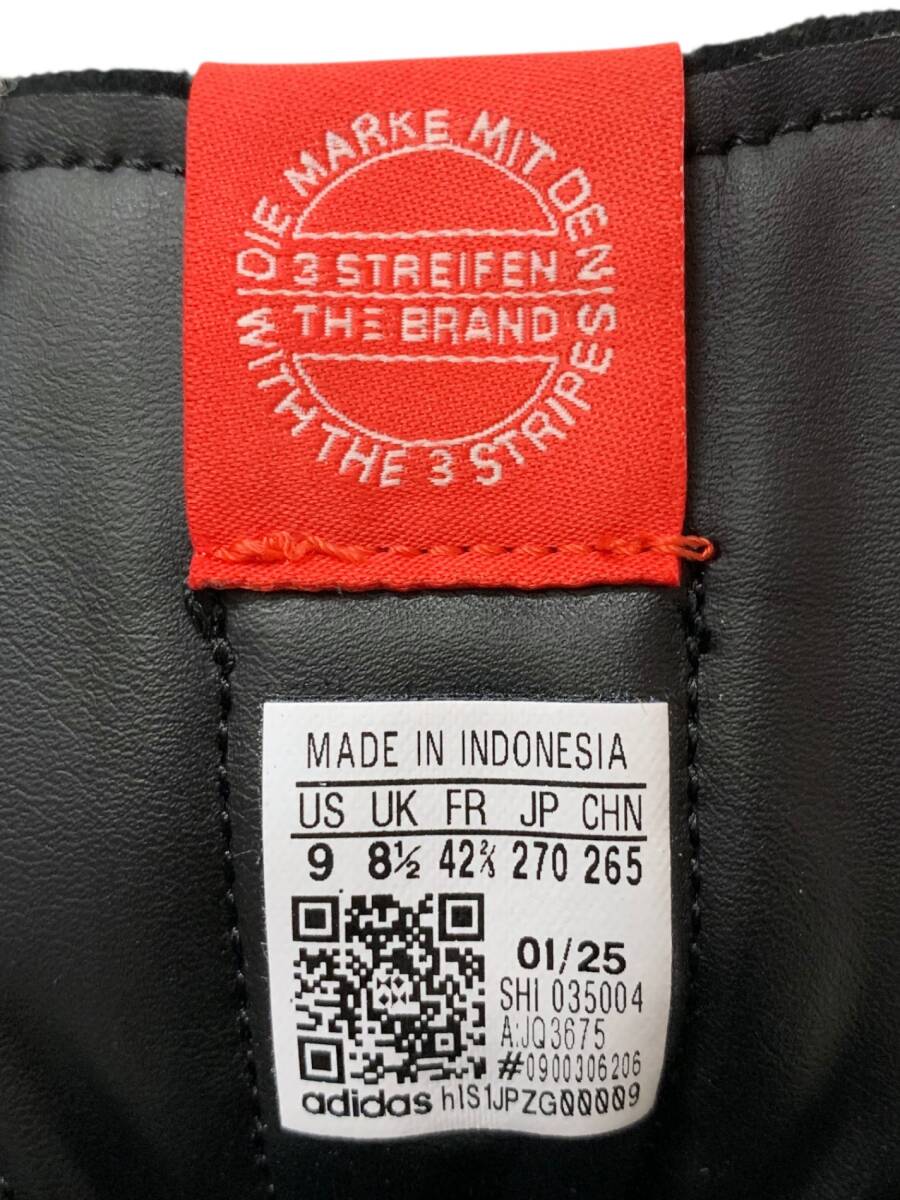 DIE MARKE MIT DEN
3 STREIFEN
THE BRAND
WITH THE 3 STRIPES
MADE IN INDONESIA
US UK FR JP CHN
9 8½ 42⅔ 270 265
01/25
SHI 035004
A:JQ3675
#0900306206
adidas hIS1JPZG00009